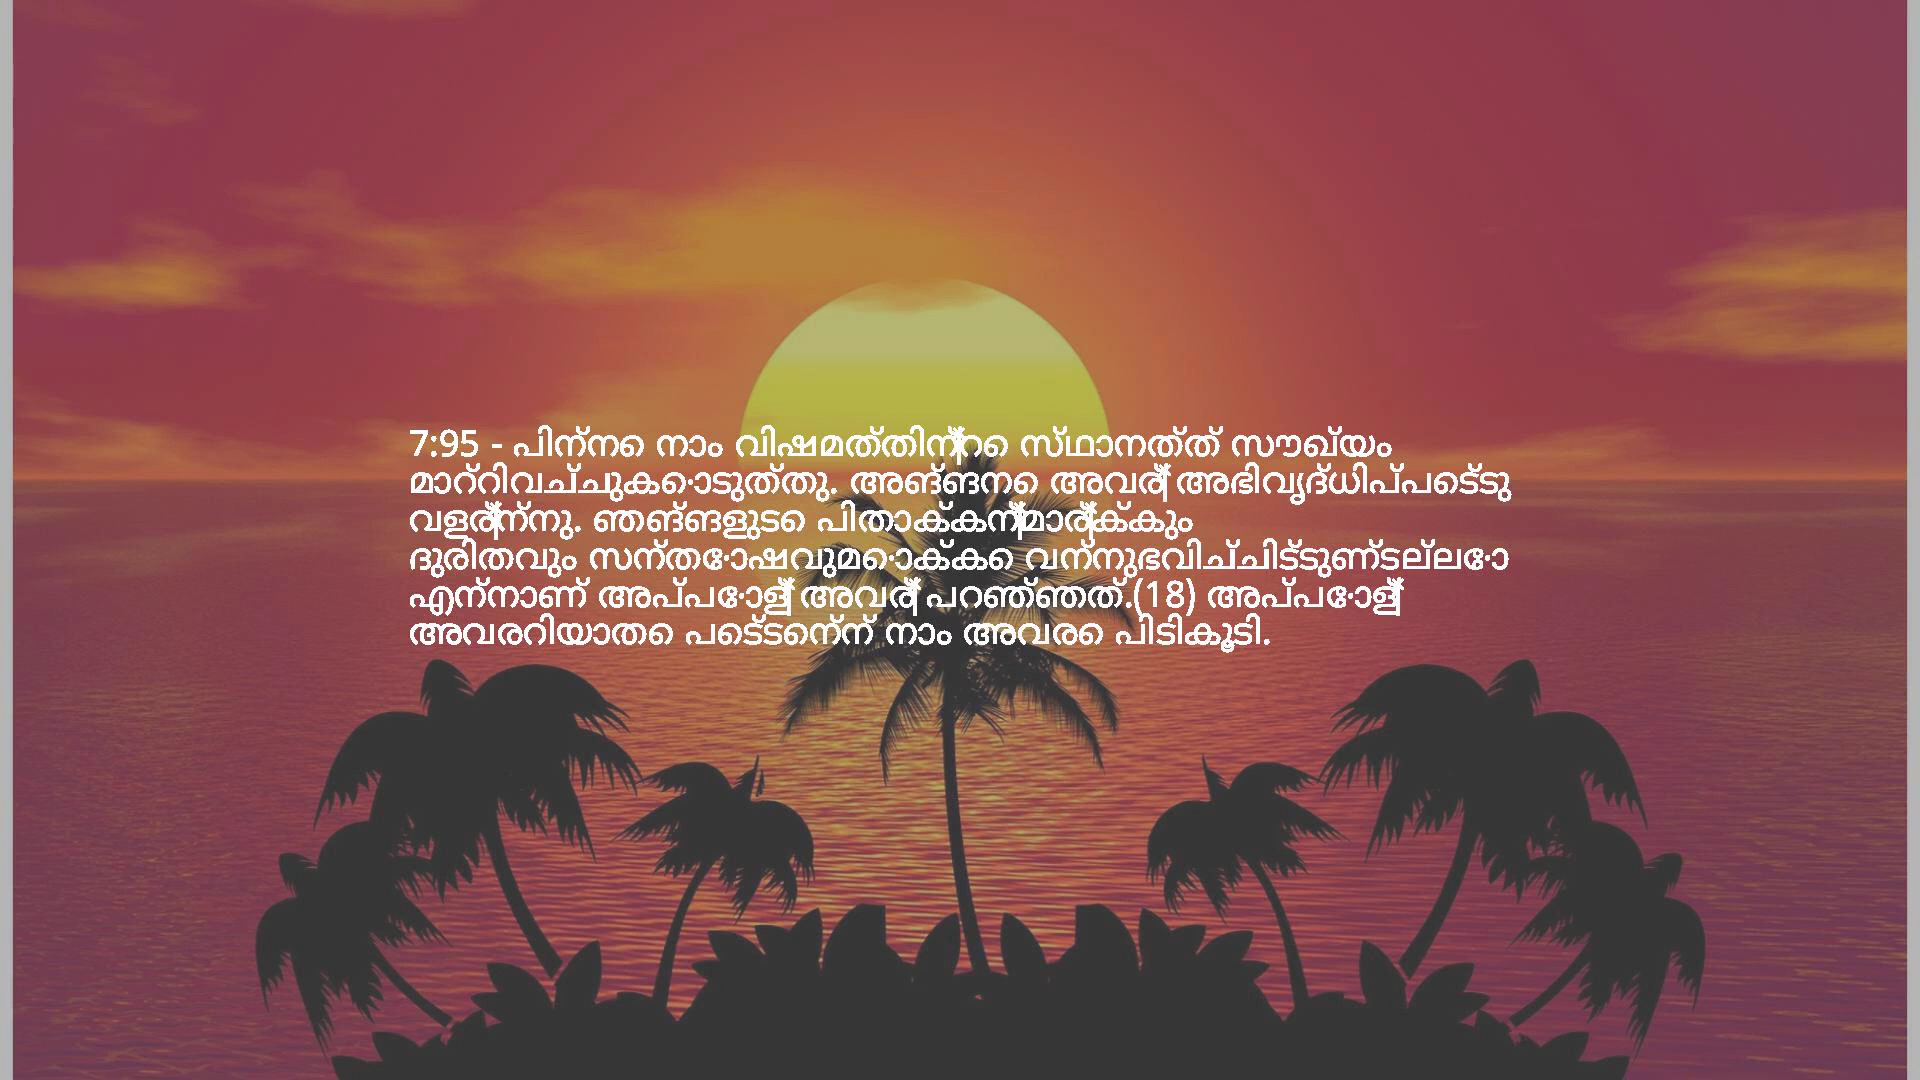 7:95 - പിന്നെ നാം വിഷമത്തിന്‍റെ സ്ഥാനത്ത് സൗഖ്യം
മാറ്റിവച്ചുകൊടുത്തു. അങ്ങനെ അവര്‍ അഭിവൃദ്ധിപ്പെട്ടു
വളര്‍ന്നു. ഞങ്ങളുടെ പിതാക്കന്‍മാര്‍ക്കും
ദുരിതവും സന്തോഷവുമൊക്കെ വന്നുഭവിച്ചിട്ടുണ്ടല്ലോ
എന്നാണ് അപ്പോള്‍ അവര്‍ പറഞ്ഞത്.(18) അപ്പോള്‍
അവരറിയാതെ പെട്ടെന്ന് നാം അവരെ പിടികൂടി.